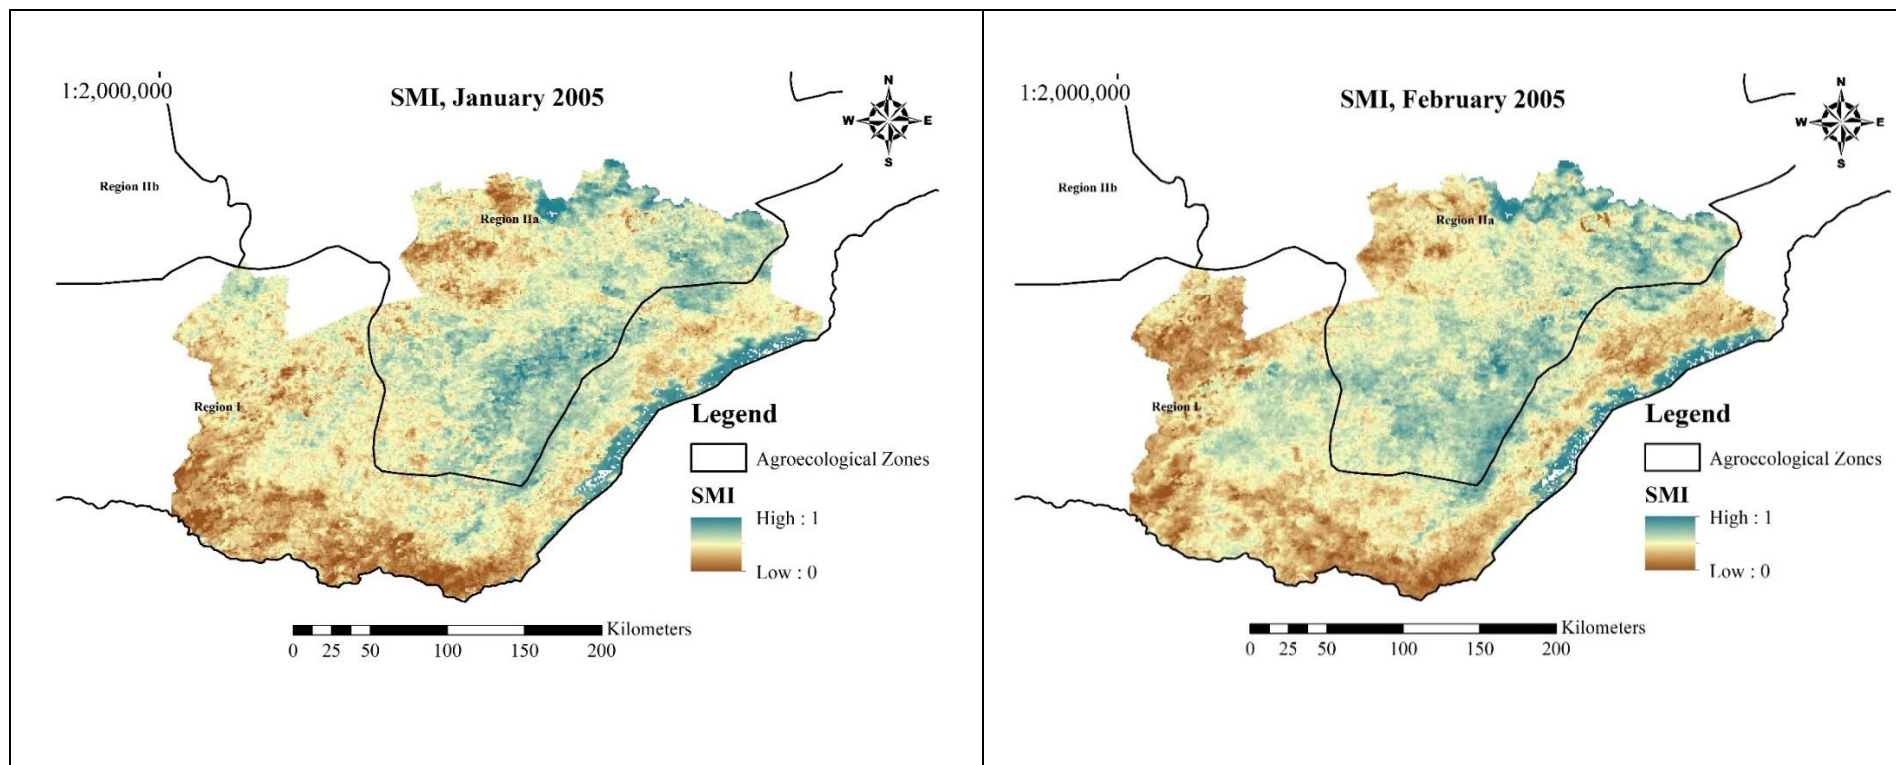 1:2,000,000
SMI, January 2005
N
W E
S
Region IIb
Region IIa
Region I
Legend
Agroecological Zones
SMI
High : 1
Low : 0
Kilometers
0 25 50 100 150 200
1:2,000,000
SMI, February 2005
N
W E
S
Region IIb
Region IIa
Region I
Legend
Agroecological Zones
SMI
High : 1
Low : 0
Kilometers
0 25 50 100 150 200